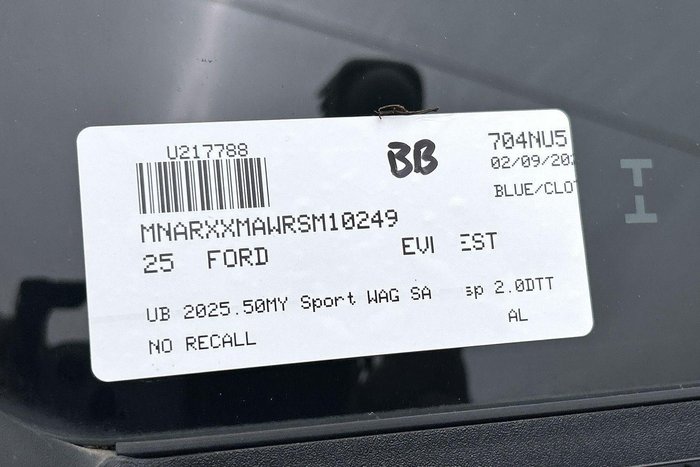 U217788
BB
704NU5
02/09/20
BLUE/CLOT
MNARXXMAWRSM10249
25 FORD EVI EST
UB 2025.50MY Sport WAG SA sp 2.0DTT
AL
NO RECALL